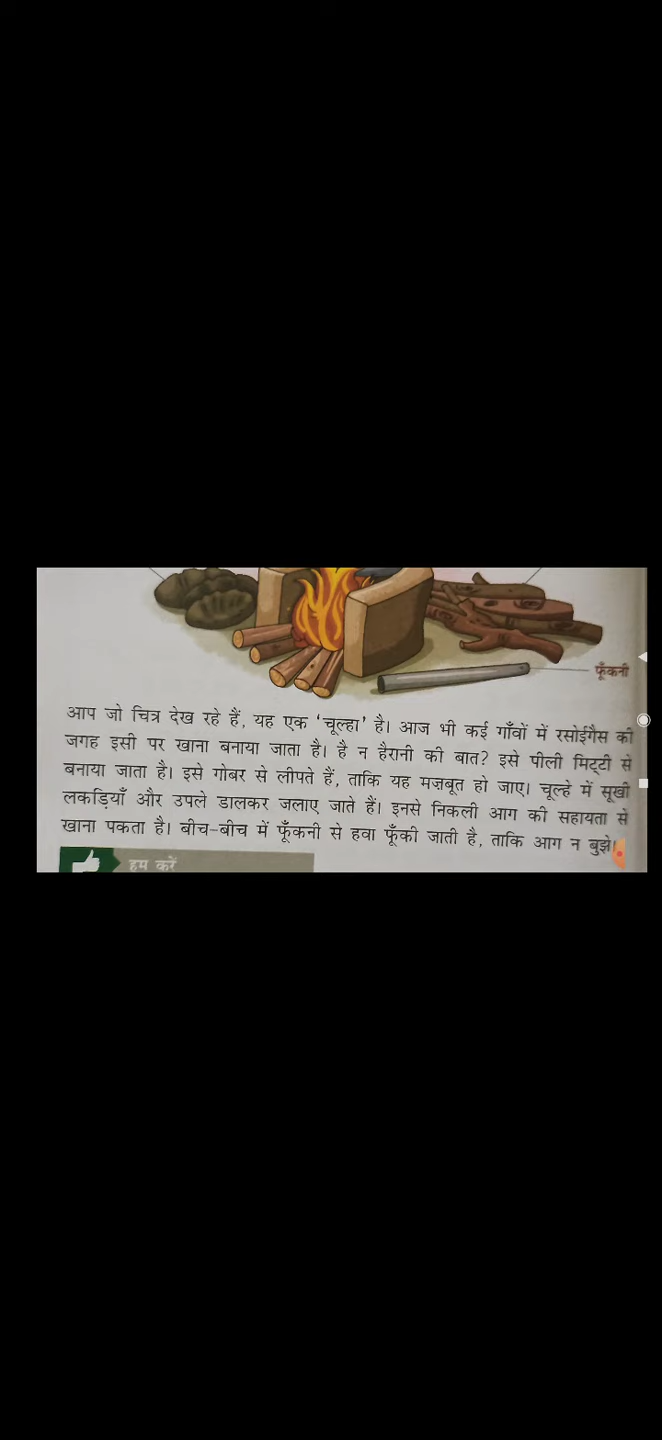 फूँकनी
आप जो चित्र देख रहे हैं, यह एक ‘चूल्हा’ है। आज भी कई गाँवों में रसोईगैस की
जगह इसी पर खाना बनाया जाता है। है न हैरानी की बात? इसे पीली मिट्टी से
बनाया जाता है। इसे गोबर से लीपते हैं, ताकि यह मज़बूत हो जाए। चूल्हे में सूखी
लकड़ियाँ और उपले डालकर जलाए जाते हैं। इनसे निकली आग की सहायता से
खाना पकता है। बीच-बीच में फूँकनी से हवा फूँकी जाती है, ताकि आग न बुझे।
हम करें